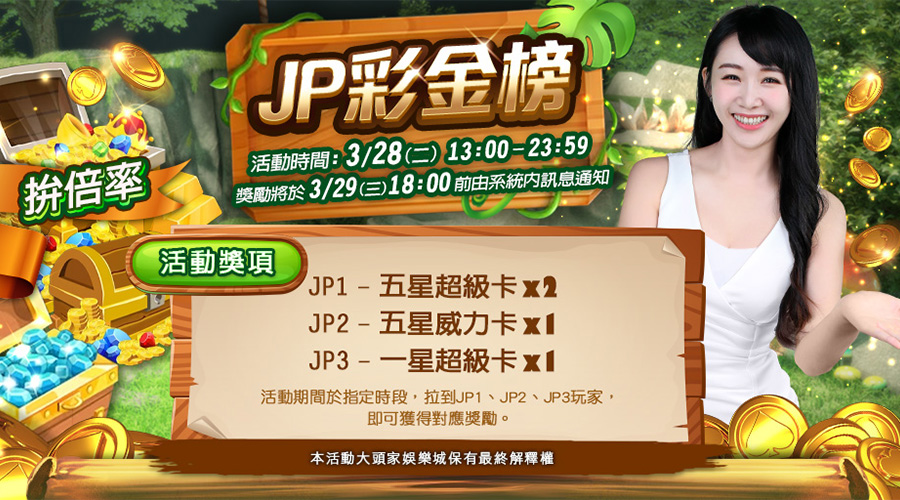 JP彩金榜
活動時間：3/28(二) 13:00-23:59
獎勵將於 3/29(三)18:00前由系統內訊息通知
拚倍率
活動獎項
JP1 – 五星超級卡 x2
JP2 – 五星威力卡 x1
JP3 – 一星超級卡 x1
活動期間於指定時段，拉到JP1、JP2、JP3玩家，
即可獲得對應獎勵。
本活動大頭家娛樂城保有最終解釋權